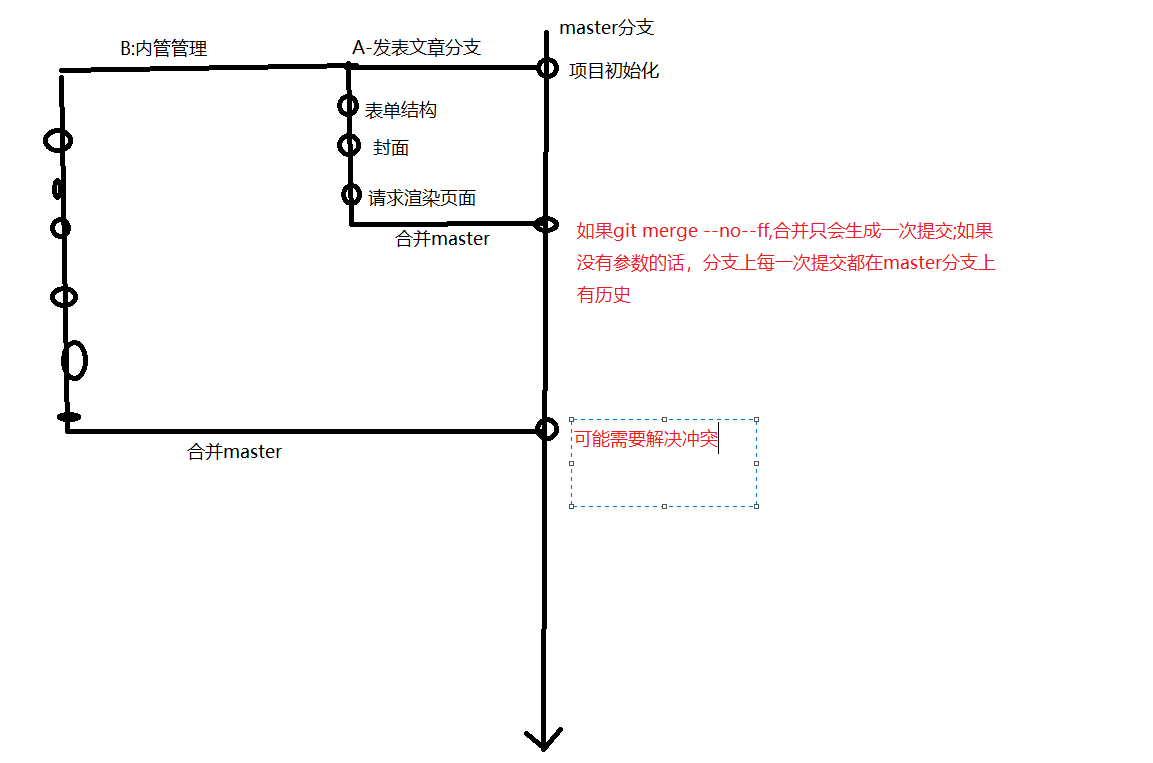 master分支
B:内管管理
A-发表文章分支
项目初始化
表单结构
封面
请求渲染页面
合并master
如果git merge --no--ff,合并只会生成一次提交;如果
没有参数的话，分支上每一次提交都在master分支上
有历史
可能需要解决冲突
合并master